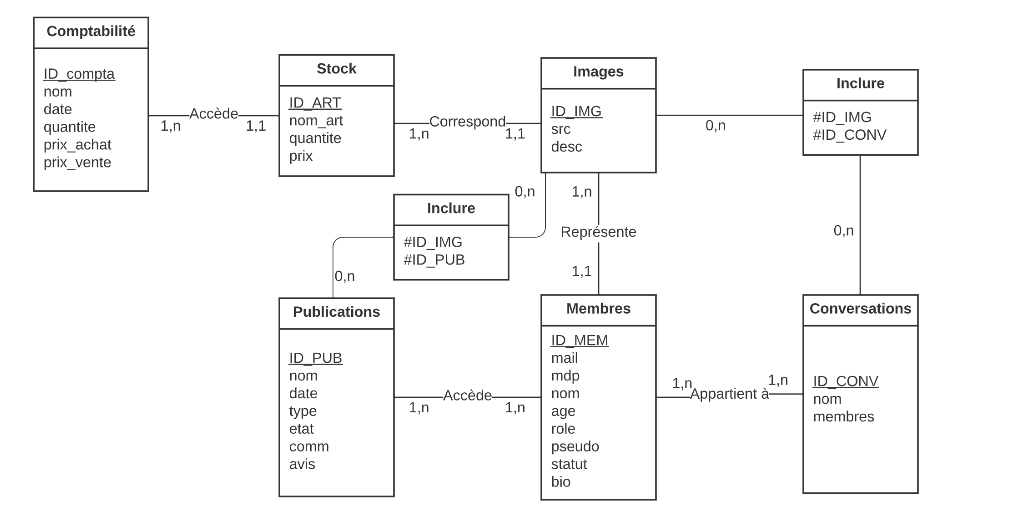 Comptabilité
ID_compta
nom
date
quantite
prix_achat
prix_vente
Accède
1,n
1,1
Stock
ID_ART
nom_art
quantite
prix
Correspond
1,n
1,1
Images
ID_IMG
src
desc
0,n
Inclure
#ID_IMG
#ID_CONV
0,n
Inclure
#ID_IMG
#ID_PUB
0,n
0,n
1,n
Représente
1,1
Publications
ID_PUB
nom
date
type
etat
comm
avis
Accède
1,n
1,n
Membres
ID_MEM
mail
mdp
nom
age
role
pseudo
statut
bio
1,n
Appartient à
1,n
Conversations
ID_CONV
nom
membres